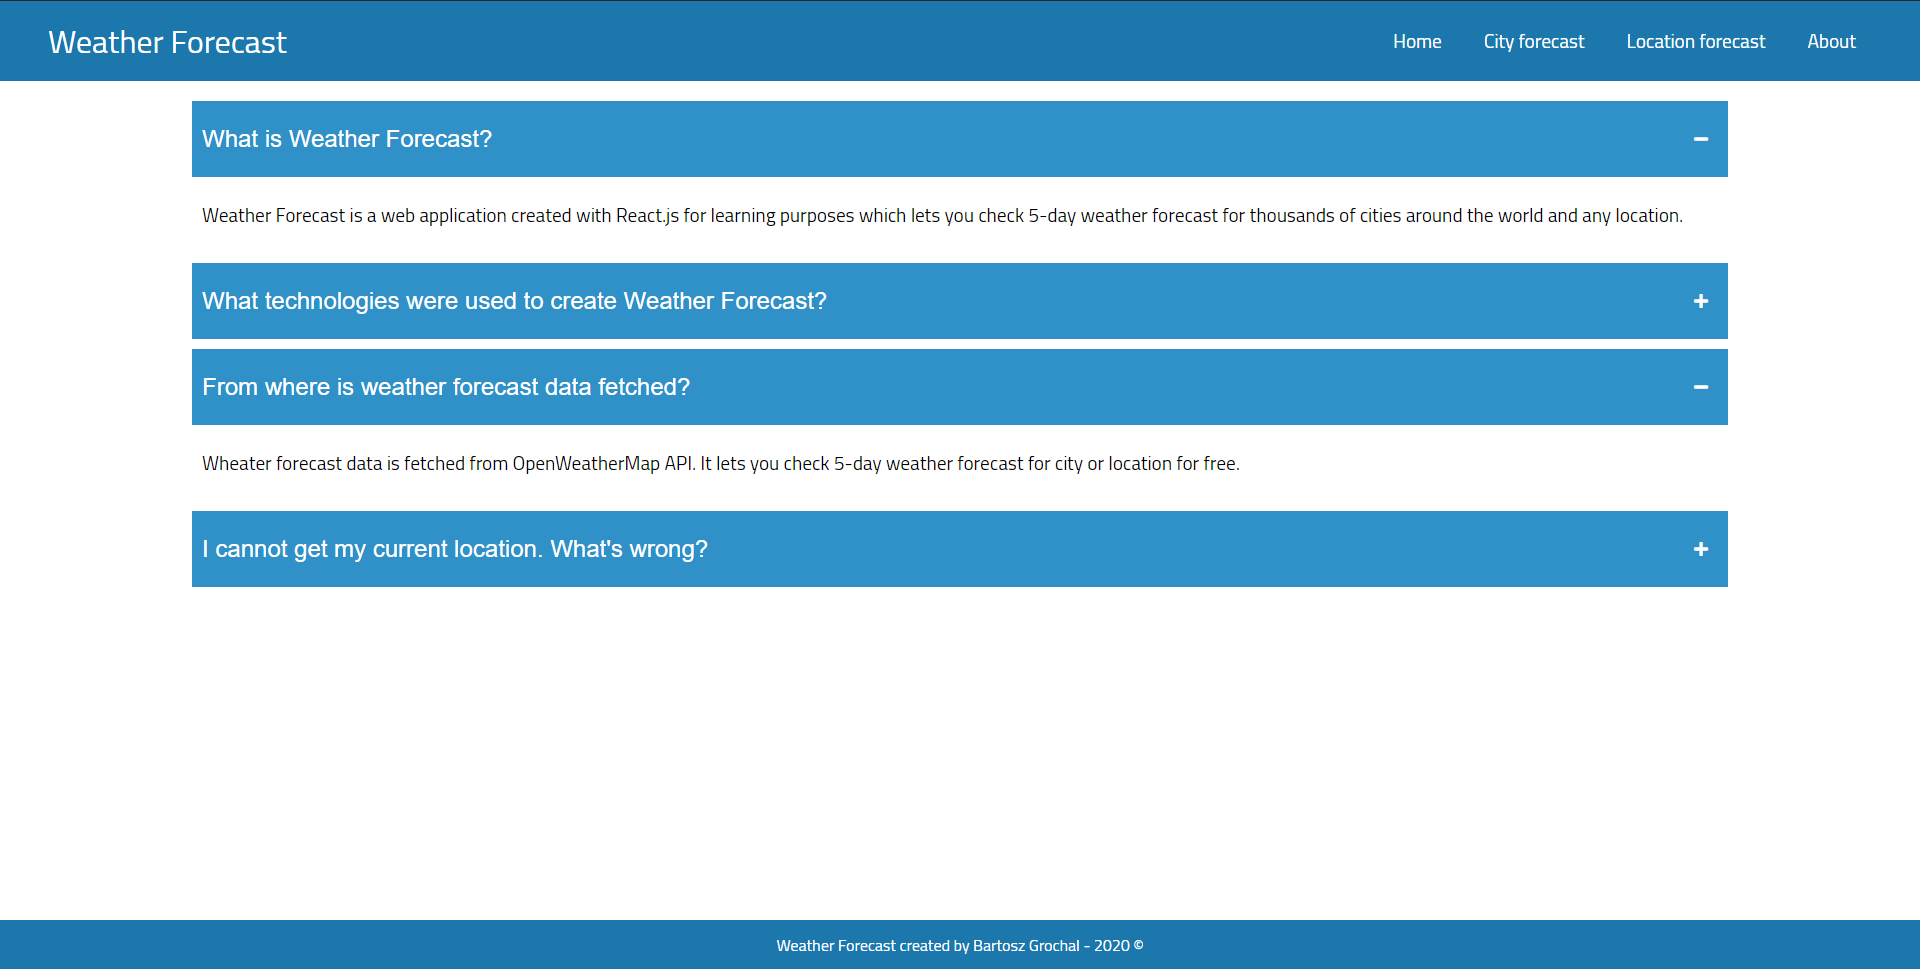 Weather Forecast
Home
City forecast
Location forecast
About
What is Weather Forecast?
Weather Forecast is a web application created with React.js for learning purposes which lets you check 5-day weather forecast for thousands of cities around the world and any location.
What technologies were used to create Weather Forecast?
From where is weather forecast data fetched?
Wheater forecast data is fetched from OpenWeatherMap API. It lets you check 5-day weather forecast for city or location for free.
I cannot get my current location. What's wrong?
Weather Forecast created by Bartosz Grochal - 2020 ©